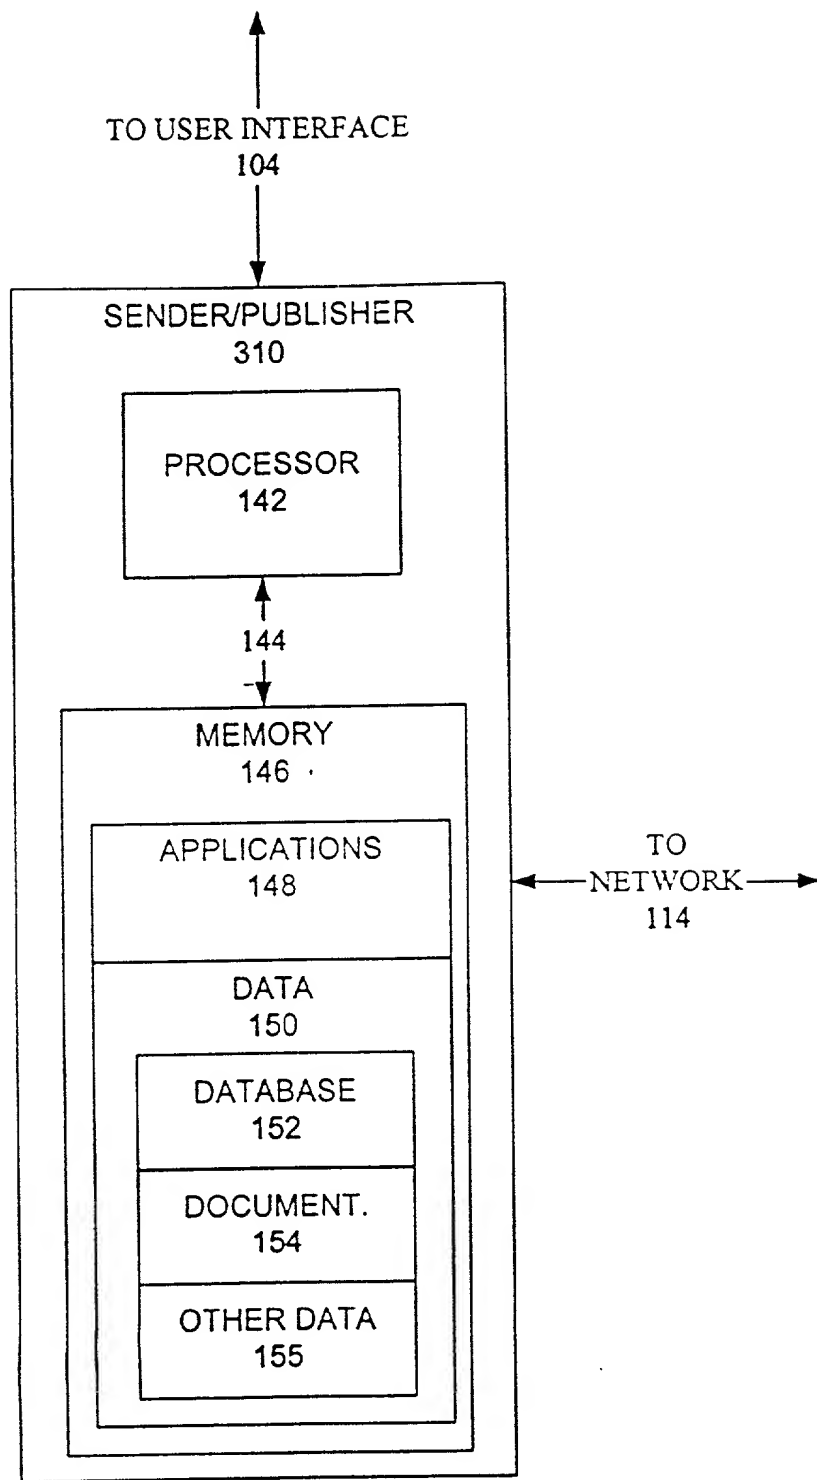 TO USER INTERFACE
104
SENDER/PUBLISHER
310
PROCESSOR
142
144
MEMORY
146
APPLICATIONS
148
TO
NETWORK
114
DATA
150
DATABASE
152
DOCUMENT.
154
OTHER DATA
155